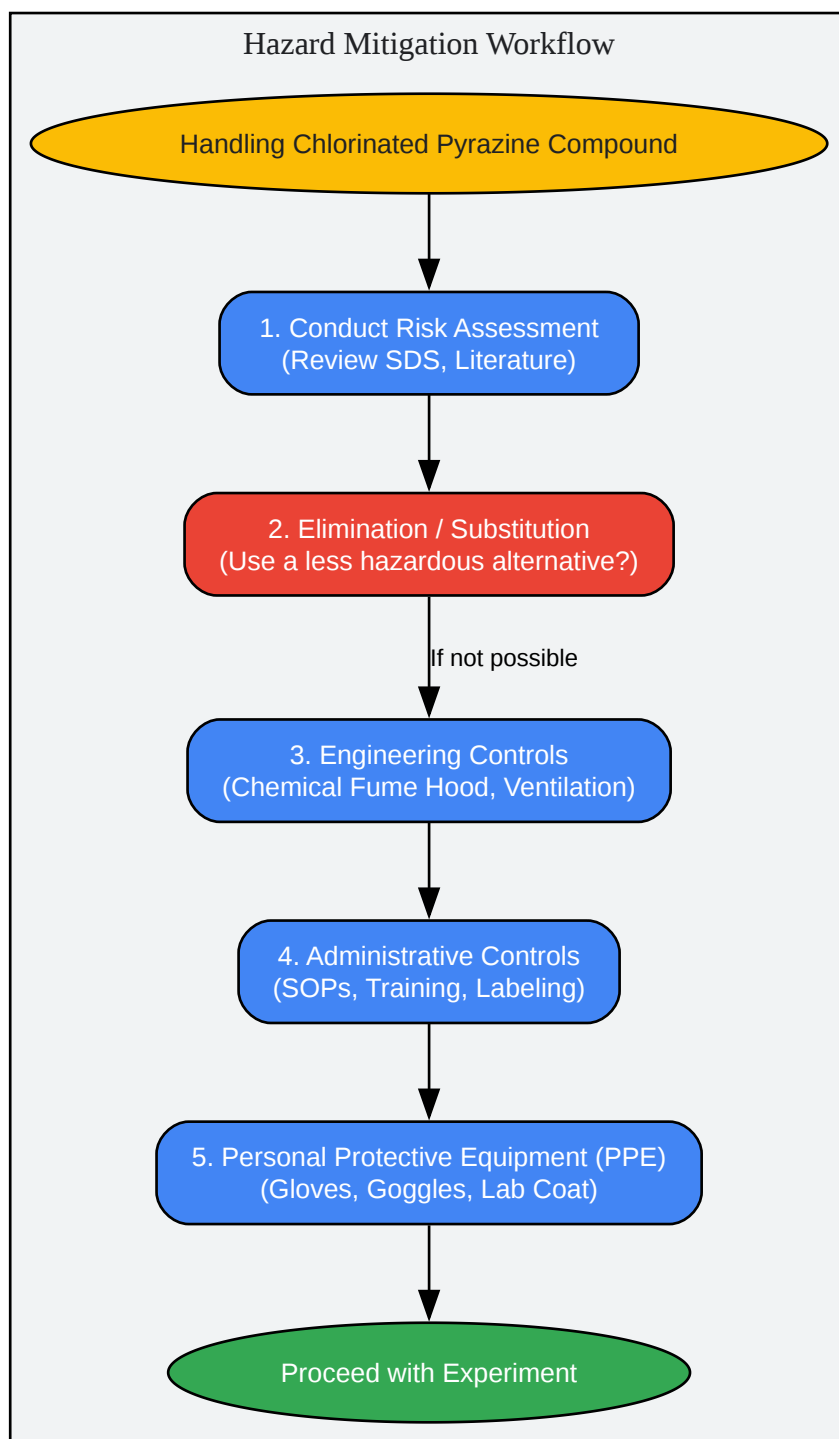 Hazard Mitigation Workflow
Handling Chlorinated Pyrazine Compound
1. Conduct Risk Assessment
(Review SDS, Literature)
2. Elimination / Substitution
(Use a less hazardous alternative?)
If not possible
3. Engineering Controls
(Chemical Fume Hood, Ventilation)
4. Administrative Controls
(SOPs, Training, Labeling)
5. Personal Protective Equipment (PPE)
(Gloves, Goggles, Lab Coat)
Proceed with Experiment